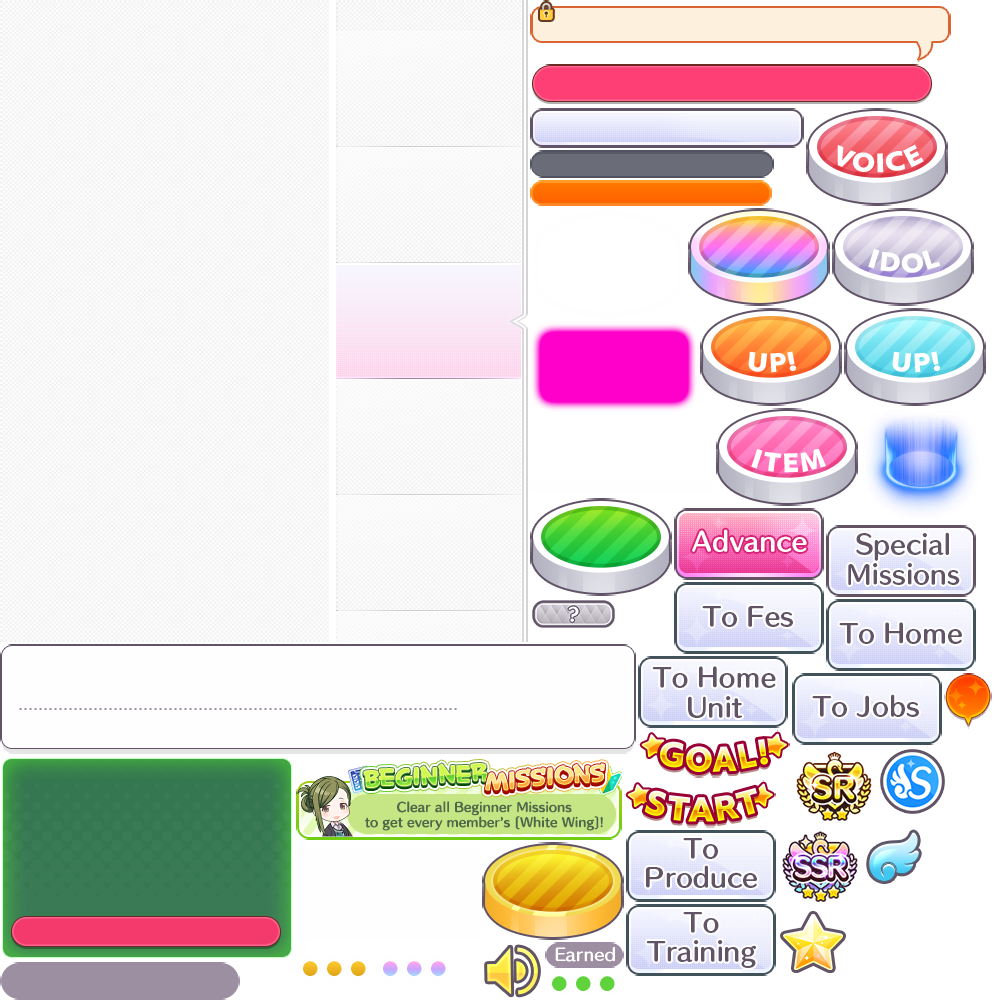 VOICE
IDOL
UP!
UP!
ITEM
Advance
Special
Missions
?
To Fes
To Home
To Home
Unit
To Jobs
GOAL!
START
SR
S
BEGINNER MISSIONS
Clear all Beginner Missions
to get every member's {White Wing}!
To
Produce
SSR
To
Training
Earned